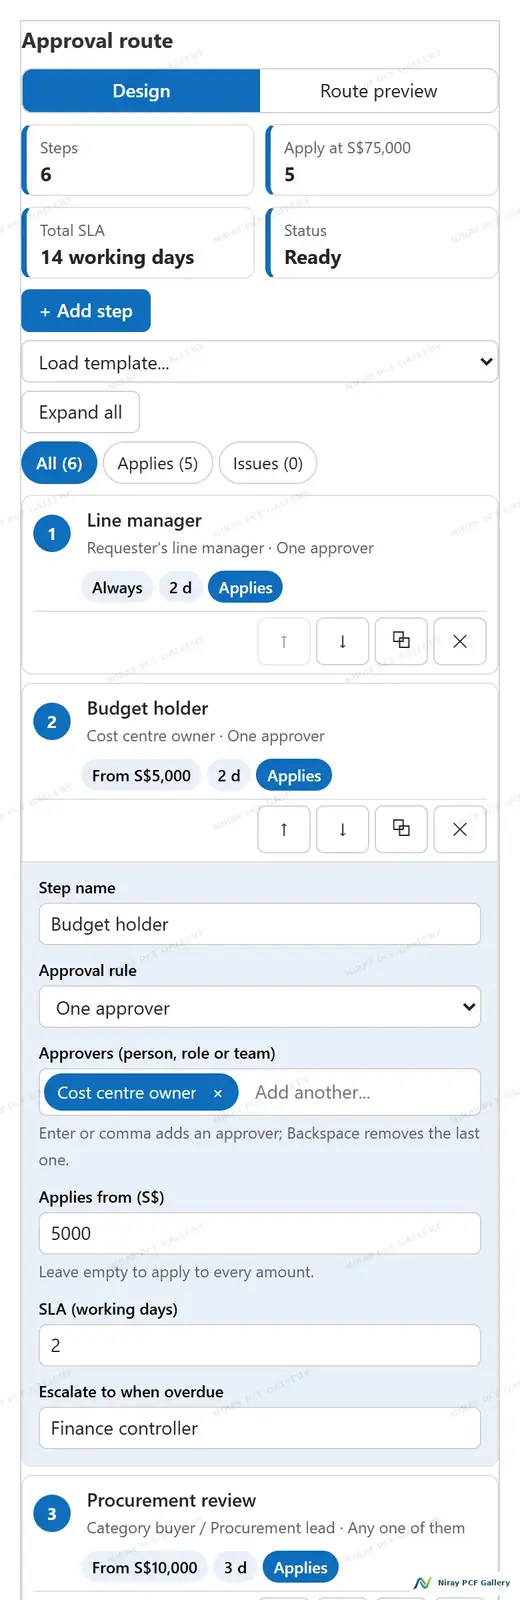 Approval route
Design
Route preview
Steps
6
Apply at S$75,000
5
Total SLA
14 working days
Status
Ready
+ Add step
Load template...
Expand all
All (6)
Applies (5)
Issues (0)
1
Line manager
Requester's line manager · One approver
Always
2 d
Applies
↑
↓
2
Budget holder
Cost centre owner · One approver
From S$5,000
2 d
Applies
↑
↓
Step name
Budget holder
Approval rule
One approver
Approvers (person, role or team)
Cost centre owner ×
Add another...
Enter or comma adds an approver; Backspace removes the last
one.
Applies from (S$)
5000
Leave empty to apply to every amount.
SLA (working days)
2
Escalate to when overdue
Finance controller
3
Procurement review
Category buyer / Procurement lead · Any one of them
From S$10,000
3 d
Applies
Niray PCF Gallery